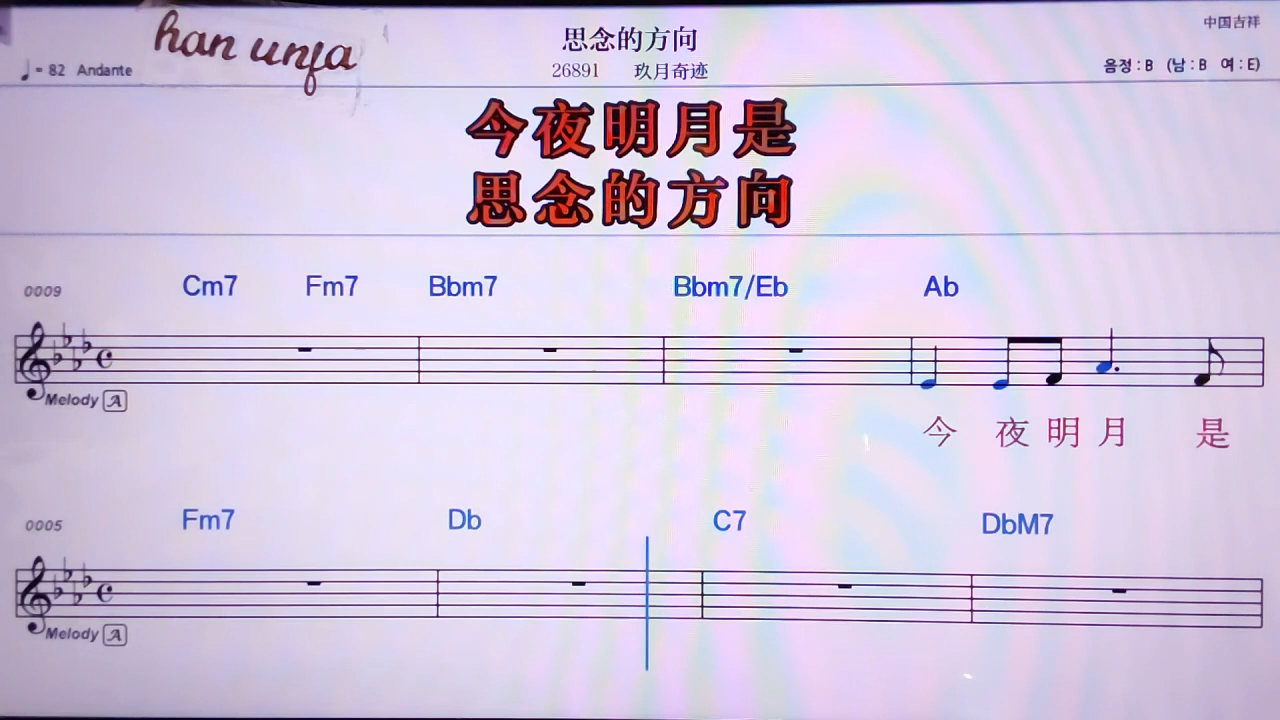 han unfa
思念的方向
中国吉祥
♩= 82 Andante
26891 玖月奇迹
음정 : B (남 : B 여 : E)
今夜明月是
思念的方向
0009 Cm7 Fm7 Bbm7 Bbm7/Eb Ab
Melody A
今 夜 明 月 是
0005 Fm7 Db C7 DbM7
Melody A